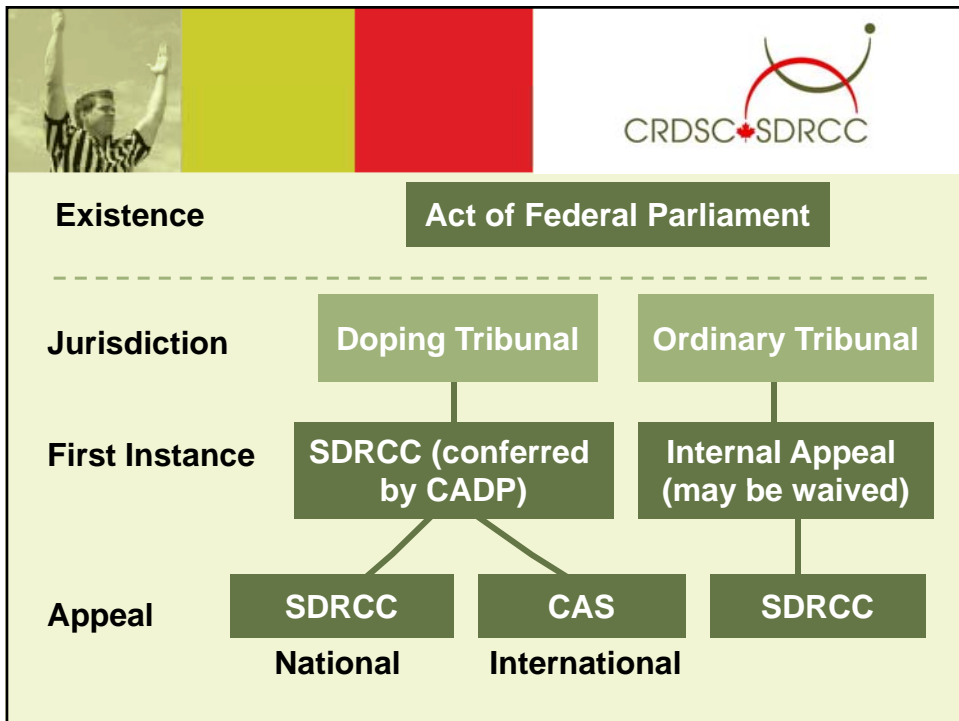 CRDSC SDRCC
Existence
Act of Federal Parliament
Jurisdiction
Doping Tribunal
Ordinary Tribunal
First Instance
SDRCC (conferred
by CADP)
Internal Appeal
(may be waived)
Appeal
SDRCC
CAS
SDRCC
National
International